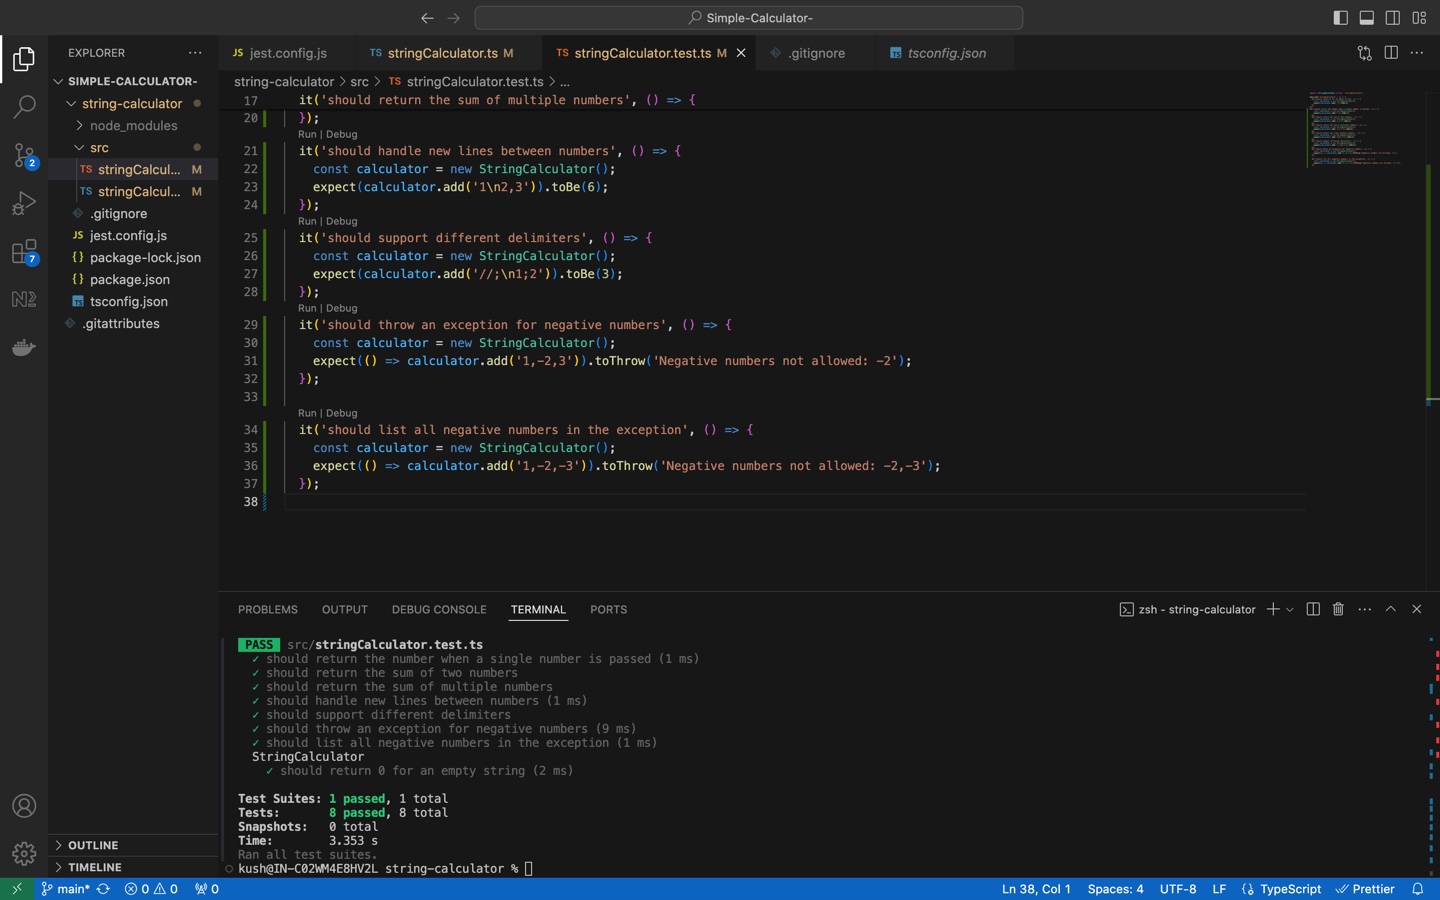 Simple-Calculator-
EXPLORER
SIMPLE-CALCULATOR-
string-calculator
node_modules
src
TS stringCalcul... M
TS stringCalcul... M
.gitignore
JS jest.config.js
{} package-lock.json
{} package.json
TS tsconfig.json
.gitattributes
OUTLINE
TIMELINE
2
7
JS jest.config.js
TS stringCalculator.ts M
TS stringCalculator.test.ts M
.gitignore
TS tsconfig.json
string-calculator > src > TS stringCalculator.test.ts > ...
17 it('should return the sum of multiple numbers', () => {
20 });
Run | Debug
21 it('should handle new lines between numbers', () => {
22 const calculator = new StringCalculator();
23 expect(calculator.add('1\n2,3')).toBe(6);
24 });
Run | Debug
25 it('should support different delimiters', () => {
26 const calculator = new StringCalculator();
27 expect(calculator.add('//;\n1;2')).toBe(3);
28 });
Run | Debug
29 it('should throw an exception for negative numbers', () => {
30 const calculator = new StringCalculator();
31 expect(() => calculator.add('1,-2,3')).toThrow('Negative numbers not allowed: -2');
32 });
33
Run | Debug
34 it('should list all negative numbers in the exception', () => {
35 const calculator = new StringCalculator();
36 expect(() => calculator.add('1,-2,-3')).toThrow('Negative numbers not allowed: -2,-3');
37 });
38
PROBLEMS OUTPUT DEBUG CONSOLE TERMINAL PORTS
zsh - string-calculator
PASS src/stringCalculator.test.ts
✓ should return the number when a single number is passed (1 ms)
✓ should return the sum of two numbers
✓ should return the sum of multiple numbers
✓ should handle new lines between numbers (1 ms)
✓ should support different delimiters
✓ should throw an exception for negative numbers (9 ms)
✓ should list all negative numbers in the exception (1 ms)
StringCalculator
✓ should return 0 for an empty string (2 ms)
Test Suites: 1 passed, 1 total
Tests: 8 passed, 8 total
Snapshots: 0 total
Time: 3.353 s
Ran all test suites.
kush@IN-C02WM4E8HV2L string-calculator %
main* 0 0 0 Ln 38, Col 1 Spaces: 4 UTF-8 LF {} TypeScript Prettier